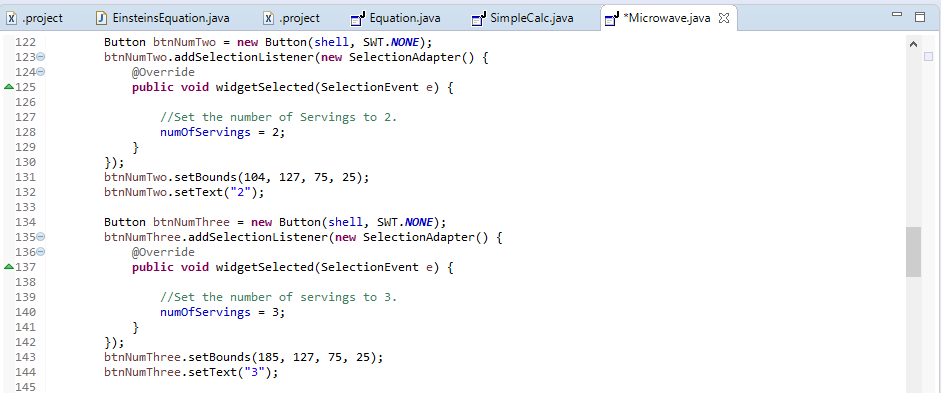 .project EinsteinsEquation.java .project Equation.java SimpleCalc.java *Microwave.java
122 Button btnNumTwo = new Button(shell, SWT.NONE);
123 btnNumTwo.addSelectionListener(new SelectionAdapter() {
124 @Override
125 public void widgetSelected(SelectionEvent e) {
126
127 //Set the number of Servings to 2.
128 numOfServings = 2;
129 }
130 });
131 btnNumTwo.setBounds(104, 127, 75, 25);
132 btnNumTwo.setText("2");
133
134 Button btnNumThree = new Button(shell, SWT.NONE);
135 btnNumThree.addSelectionListener(new SelectionAdapter() {
136 @Override
137 public void widgetSelected(SelectionEvent e) {
138
139 //Set the number of servings to 3.
140 numOfServings = 3;
141 }
142 });
143 btnNumThree.setBounds(185, 127, 75, 25);
144 btnNumThree.setText("3");
145